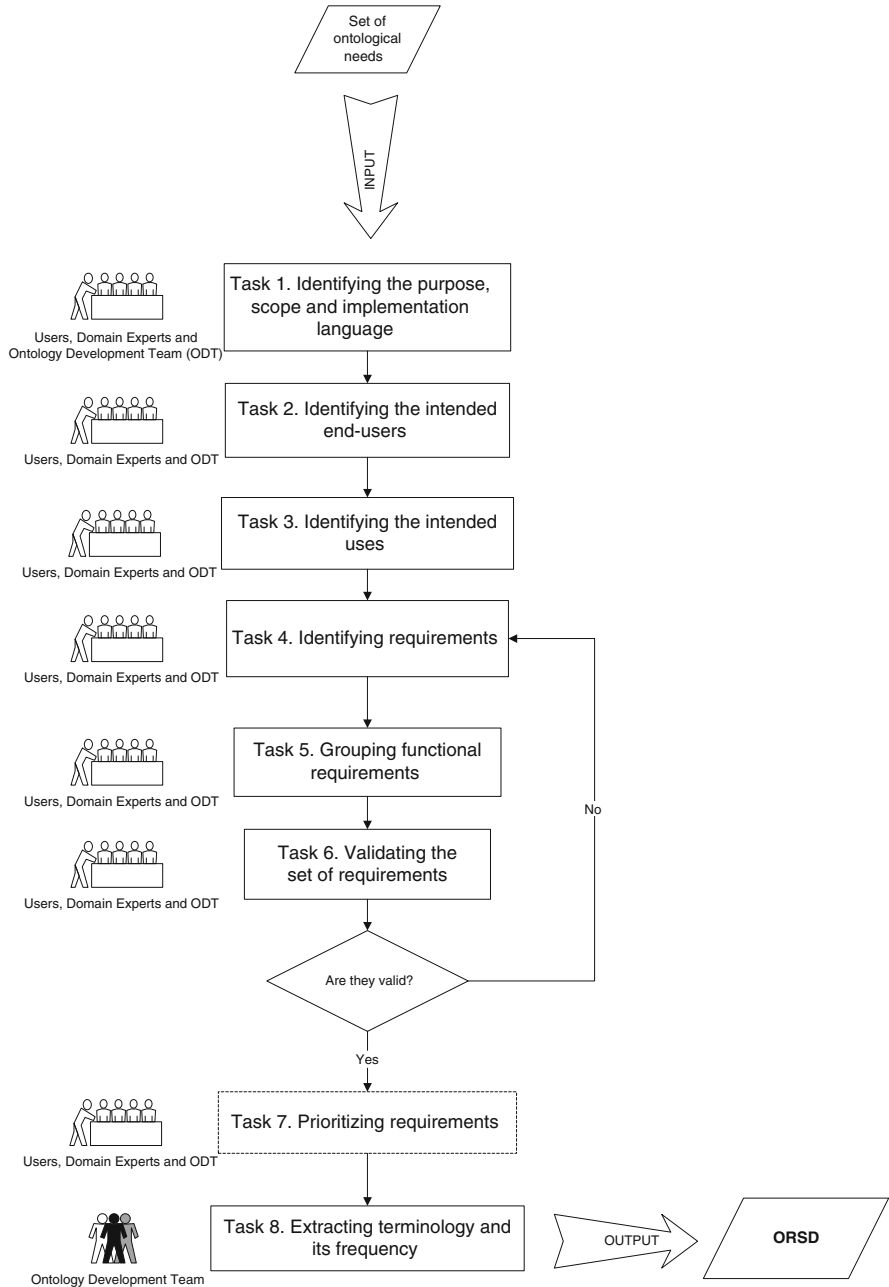 Set of
ontological
needs
INPUT
Task 1. Identifying the purpose,
scope and implementation
language
Users, Domain Experts and
Ontology Development Team (ODT)
Task 2. Identifying the intended
end-users
Users, Domain Experts and ODT
Task 3. Identifying the intended
uses
Users, Domain Experts and ODT
Task 4. Identifying requirements
Users, Domain Experts and ODT
Task 5. Grouping functional
requirements
Users, Domain Experts and ODT
No
Task 6. Validating the
set of requirements
Users, Domain Experts and ODT
Are they valid?
Yes
Task 7. Prioritizing requirements
Users, Domain Experts and ODT
Task 8. Extracting terminology and
its frequency
Ontology Development Team
OUTPUT
ORSD